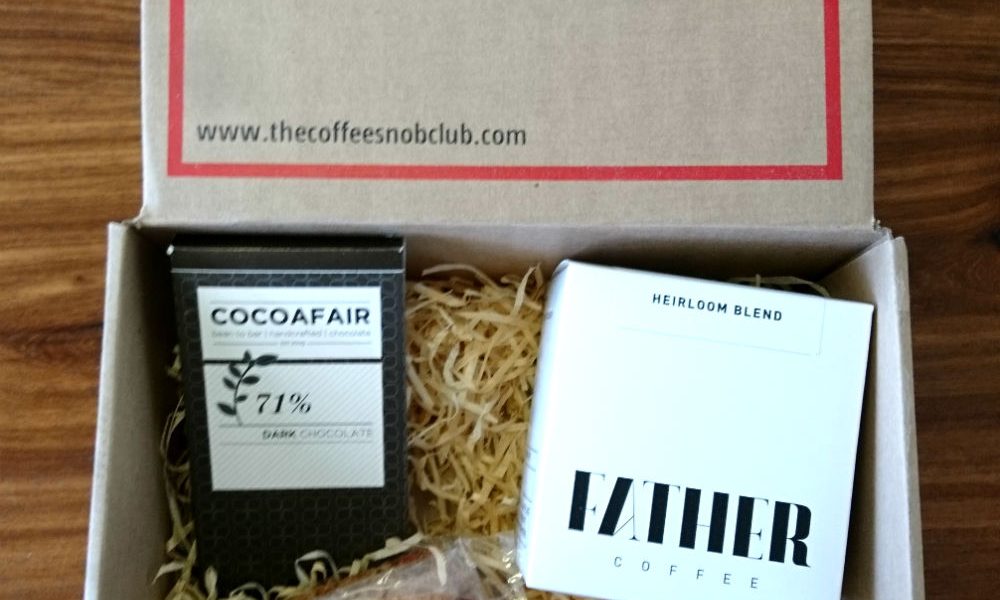 www.thecoffeesnobclub.com
COCOAFAIR
bean to bar | handcrafted | chocolate
71%
DARK CHOCOLATE
HEIRLOOM BLEND
FATHER
COFFEE